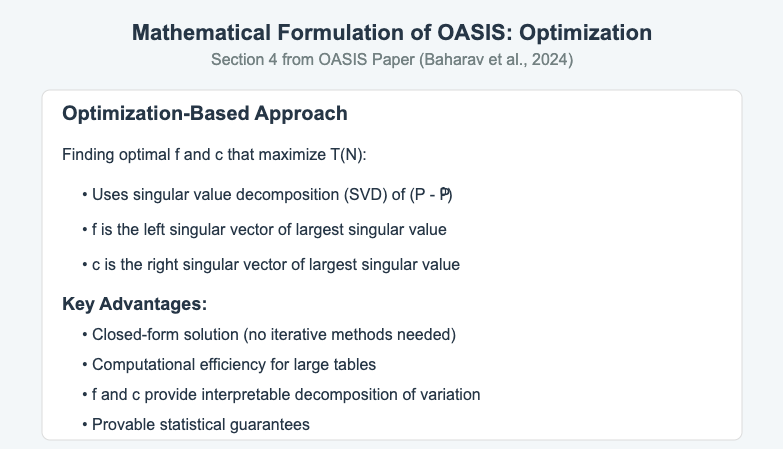 Mathematical Formulation of OASIS: Optimization
Section 4 from OASIS Paper (Baharav et al., 2024)
Optimization-Based Approach
Finding optimal f and c that maximize T(N):
• Uses singular value decomposition (SVD) of (P - P̂)
• f is the left singular vector of largest singular value
• c is the right singular vector of largest singular value
Key Advantages:
• Closed-form solution (no iterative methods needed)
• Computational efficiency for large tables
• f and c provide interpretable decomposition of variation
• Provable statistical guarantees